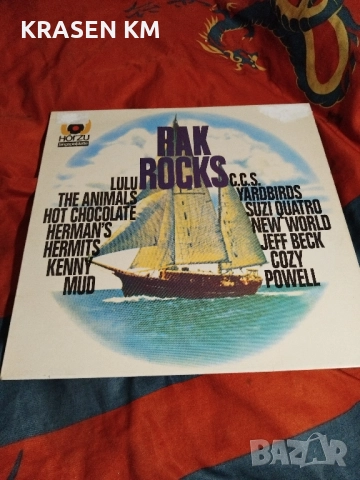 KRASEN KM
HÖRZU
RAK
ROCKS
LULU
THE ANIMALS
HOT CHOCOLATE
HERMAN'S
HERMITS
KENNY
MUD
C.C.S.
YARDBIRDS
SUZI QUATRO
NEW WORLD
JEFF BECK
COZY
POWELL
BAZAR